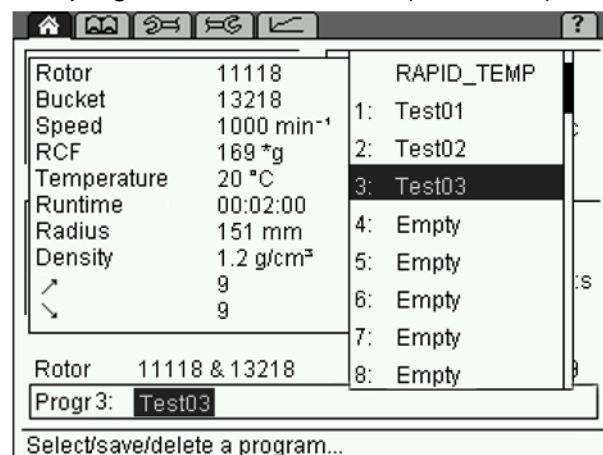 ?
Rotor 11118
Bucket 13218
Speed 1000 min⁻¹
RCF 169 *g
Temperature 20 °C
Runtime 00:02:00
Radius 151 mm
Density 1.2 g/cm³
↗ 9
↘ 9
RAPID_TEMP
1: Test01
2: Test02
3: Test03
4: Empty
5: Empty
6: Empty
7: Empty
8: Empty
Rotor 11118 & 13218
Progr 3: Test03
Select/save/delete a program...